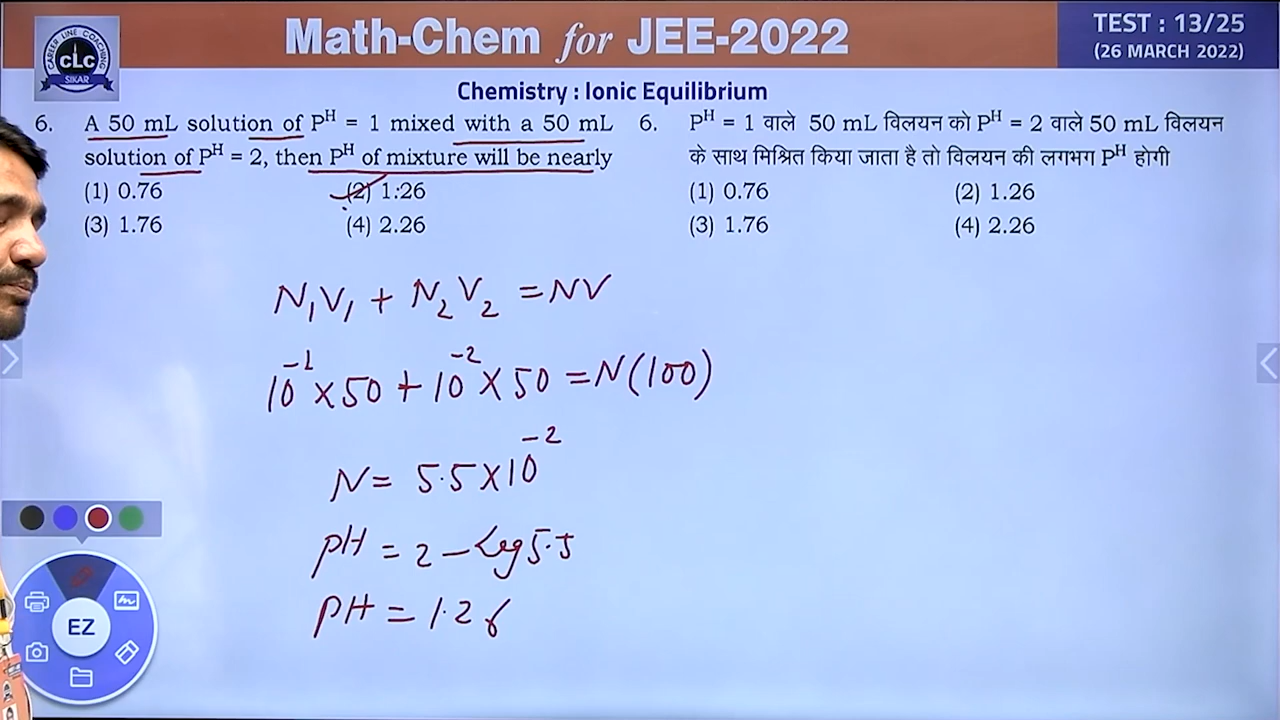 Math-Chem for JEE-2022
TEST : 13/25
(26 MARCH 2022)
CAREER LINE COACHING
CLC
SIKAR
Chemistry : Ionic Equilibrium
6. A 50 mL solution of P^H = 1 mixed with a 50 mL
solution of P^H = 2, then P^H of mixture will be nearly
(1) 0.76 (2) 1.26
(3) 1.76 (4) 2.26
6. P^H = 1 वाले 50 mL विलयन को P^H = 2 वाले 50 mL विलयन
के साथ मिश्रित किया जाता है तो विलयन की लगभग P^H होगी
(1) 0.76 (2) 1.26
(3) 1.76 (4) 2.26
N₁V₁ + N₂V₂ = NV
10⁻¹ × 50 + 10⁻² × 50 = N(100)
N = 5.5 × 10⁻²
pH = 2 – Log 5.5
pH = 1.26
EZ